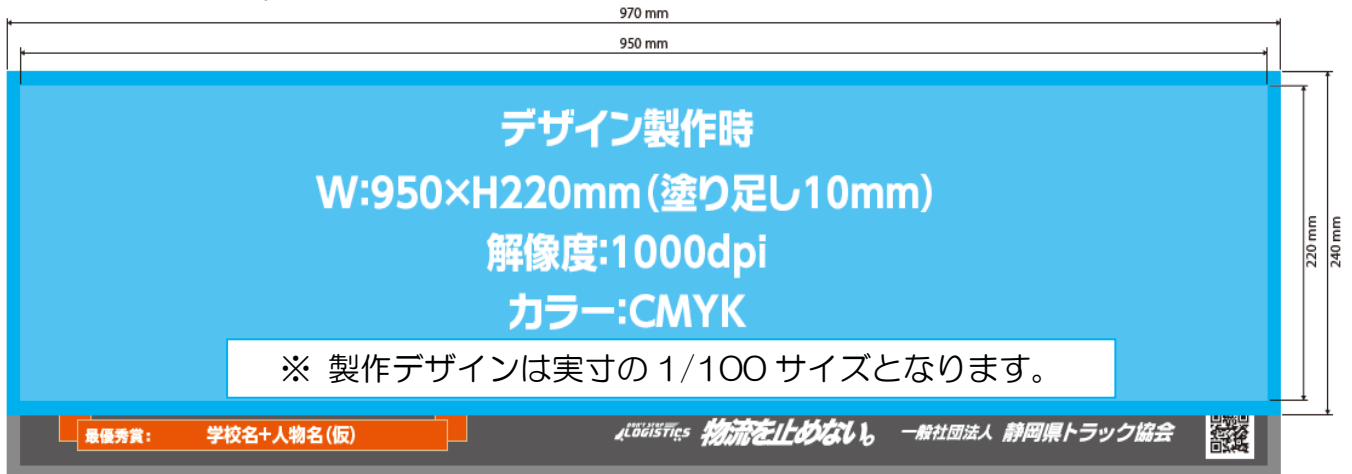 970 mm
950 mm
デザイン製作時
W:950×H220mm(塗り足し10mm)
解像度:1000dpi
カラー:CMYK
※ 製作デザインは実寸の 1/100 サイズとなります。
220 mm
240 mm
最優秀賞: 学校名+人物名(仮)
DON'T STOP
LOGISTICS 物流を止めない。 一般社団法人 静岡県トラック協会